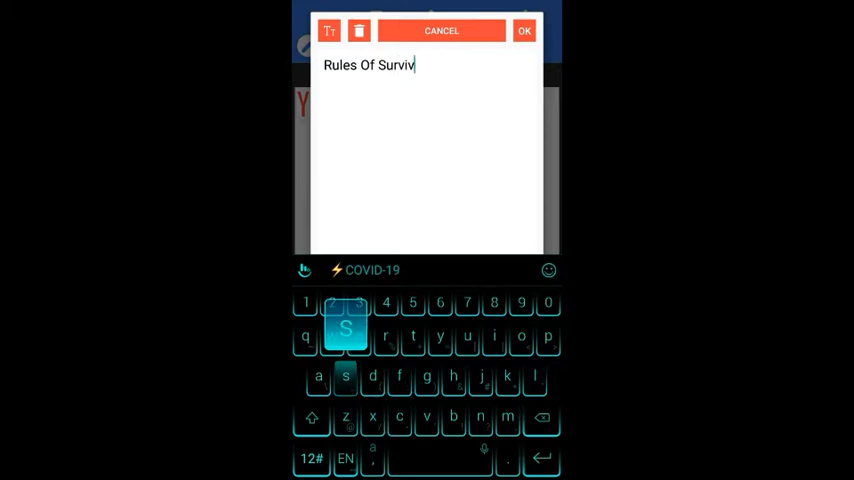 TT CANCEL OK
Rules Of Surviv
Y
⚡COVID-19
1 2 3 4 5 6 7 8 9 0
S
q r t y u i o p
a s d f g h j k l
z x c v b n m
12# EN , .